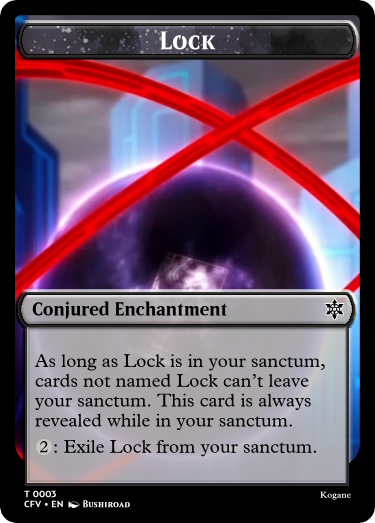 Lock
Conjured Enchantment
As long as Lock is in your sanctum,
cards not named Lock can't leave
your sanctum. This card is always
revealed while in your sanctum.
2 : Exile Lock from your sanctum.
T 0003
CFV • EN Bushiroad
Kogane